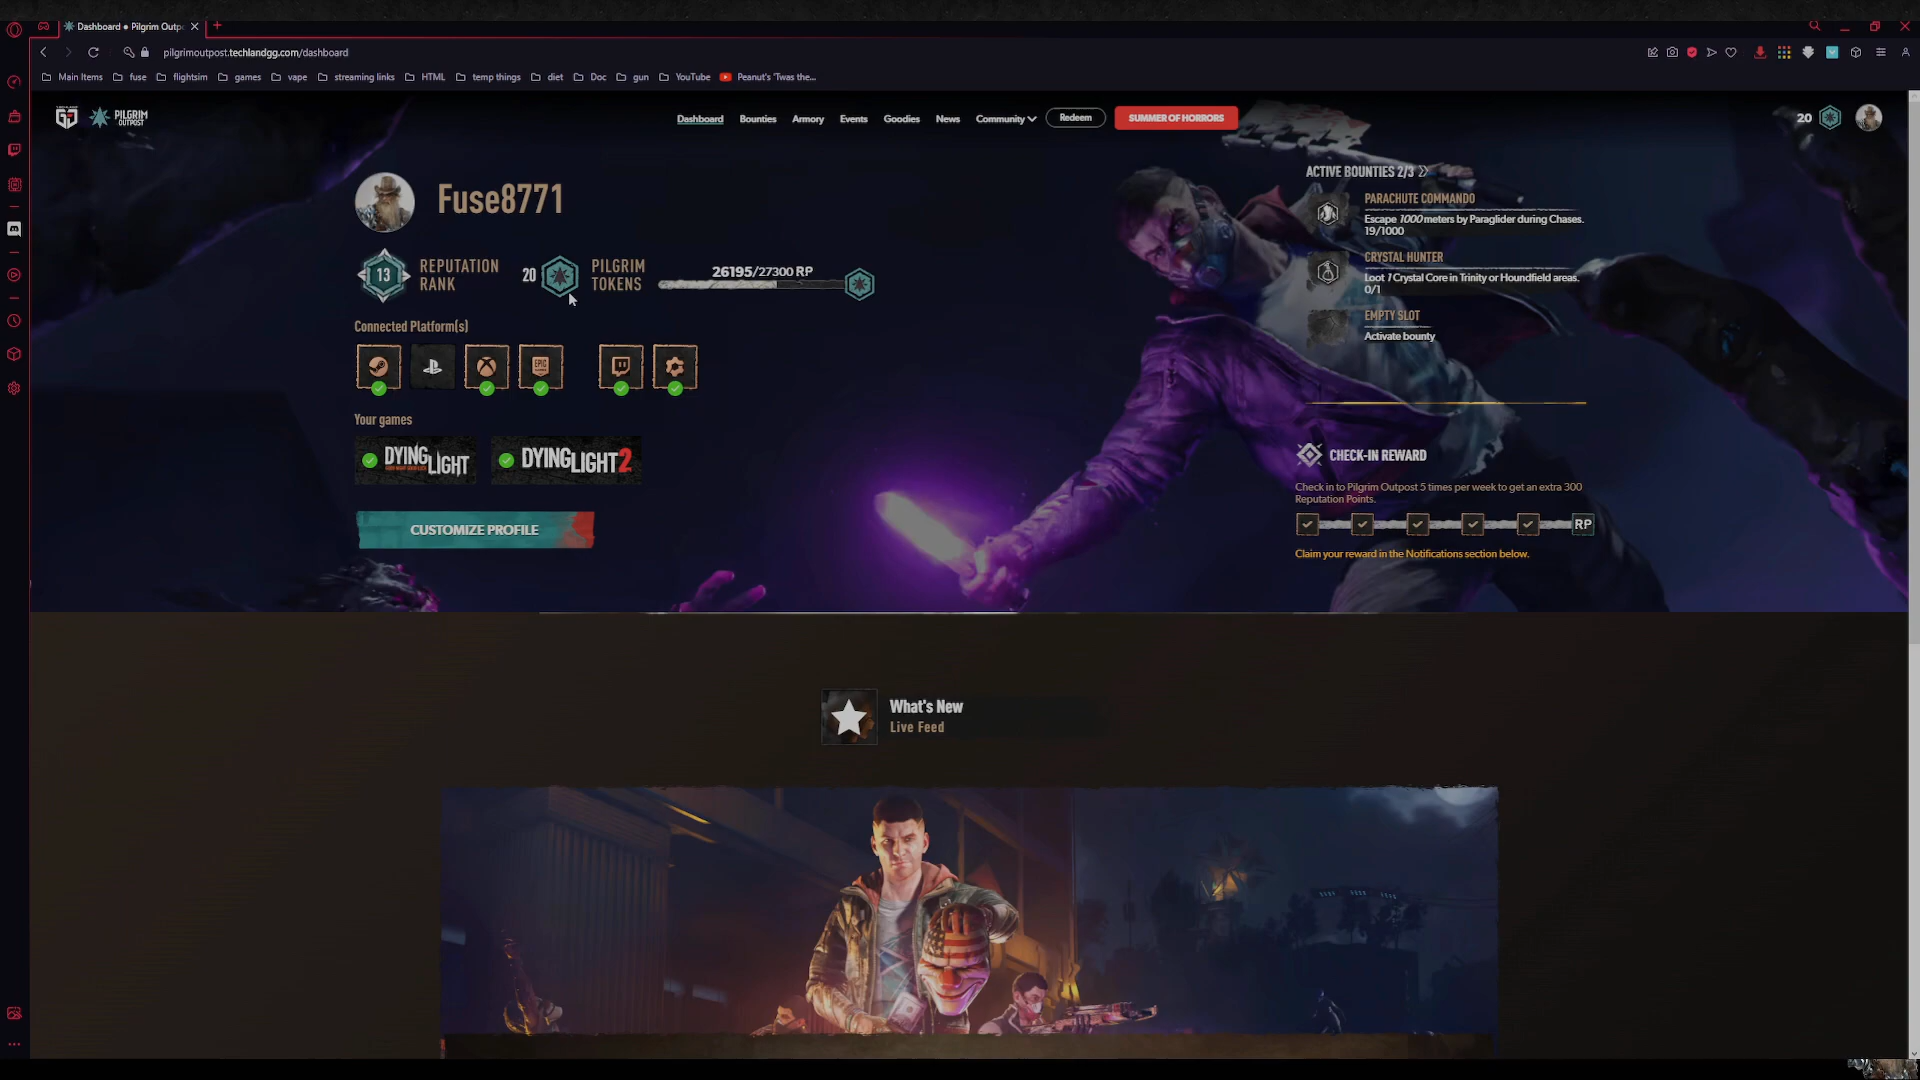 Dashboard ● Pilgrim Outp
pilgrimoutpost.techlandgg.com/dashboard
Main Items fuse flightsim games vape streaming links HTML temp things diet Doc gun YouTube Peanut's 'Twas the...
PILGRIM
OUTPOST
Dashboard Bounties Armory Events Goodies News Community Redeem SUMMER OF HORRORS
20
Fuse8771
13 REPUTATION
RANK
20 PILGRIM
TOKENS
26195/27300 RP
Connected Platform(s)
EPIC
GAMES
Your games
DYING LIGHT
DYING LIGHT 2
CUSTOMIZE PROFILE
ACTIVE BOUNTIES 2/3
PARACHUTE COMMANDO
Escape 1000 meters by Paraglider during Chases.
19/1000
CRYSTAL HUNTER
Loot 1 Crystal Core in Trinity or Houndfield areas.
0/1
EMPTY SLOT
Activate bounty
CHECK-IN REWARD
Check in to Pilgrim Outpost 5 times per week to get an extra 300
Reputation Points.
RP
Claim your reward in the Notifications section below.
What's New
Live Feed